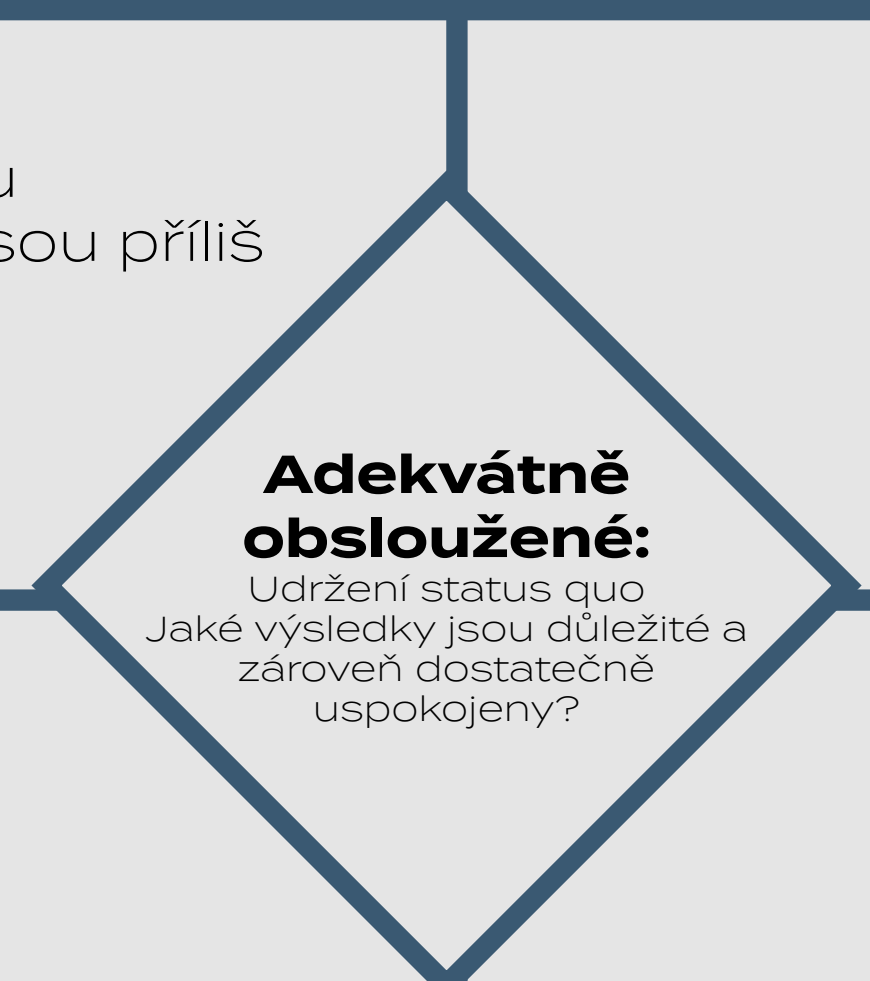 sou příliš
Adekvátně
obsloužené:
Udržení status quo
Jaké výsledky jsou důležité a
zároveň dostatečně
uspokojeny?